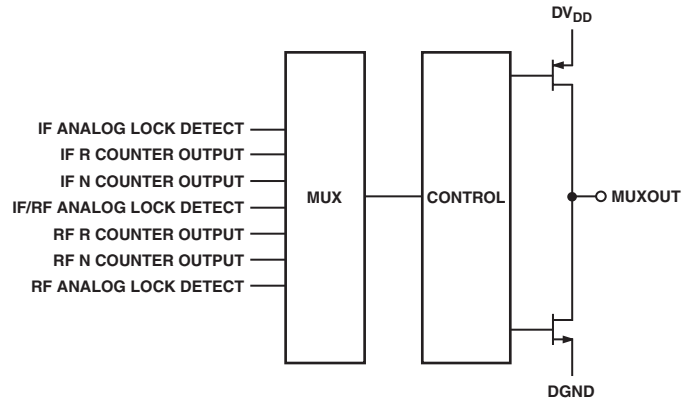 DVDD
IF ANALOG LOCK DETECT
IF R COUNTER OUTPUT
IF N COUNTER OUTPUT
IF/RF ANALOG LOCK DETECT
RF R COUNTER OUTPUT
RF N COUNTER OUTPUT
RF ANALOG LOCK DETECT
MUX
CONTROL
MUXOUT
DGND